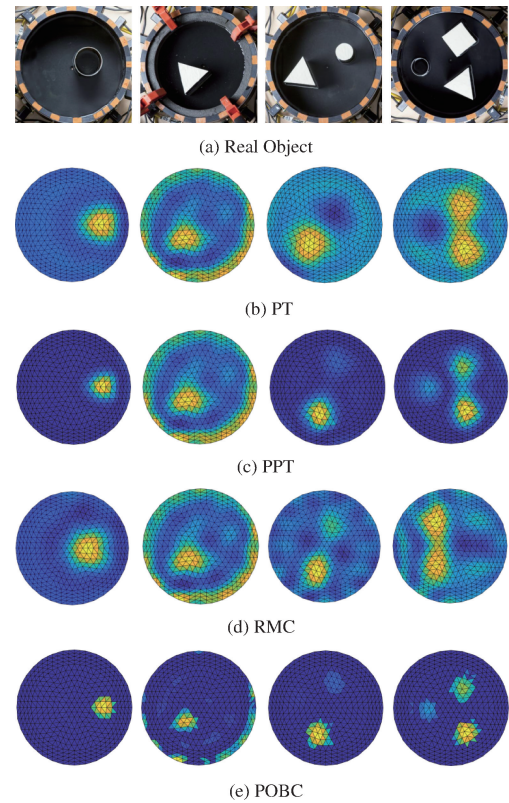 (a) Real Object
(b) PT
(c) PPT
(d) RMC
(e) POBC